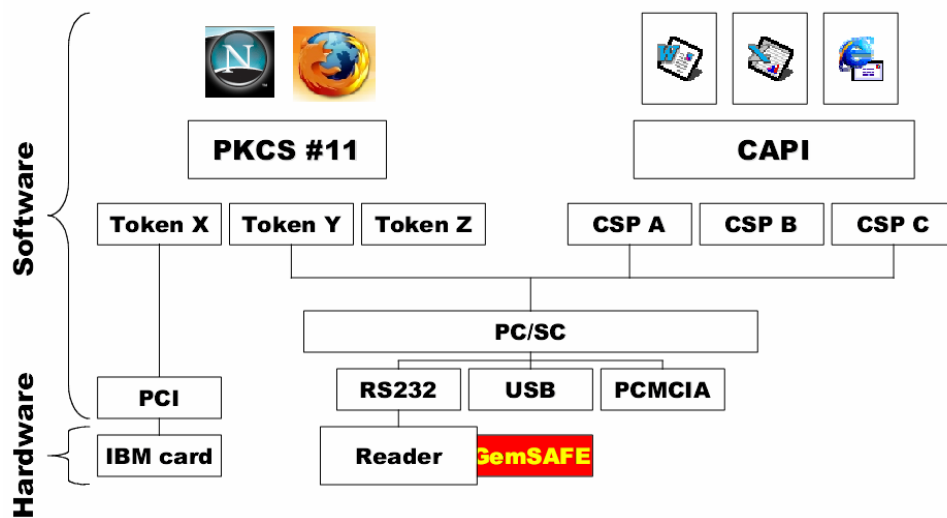 N
PKCS #11
CAPI
Software
Token X
Token Y
Token Z
CSP A
CSP B
CSP C
PC/SC
RS232
USB
PCMCIA
PCI
Hardware
IBM card
Reader
GemSAFE